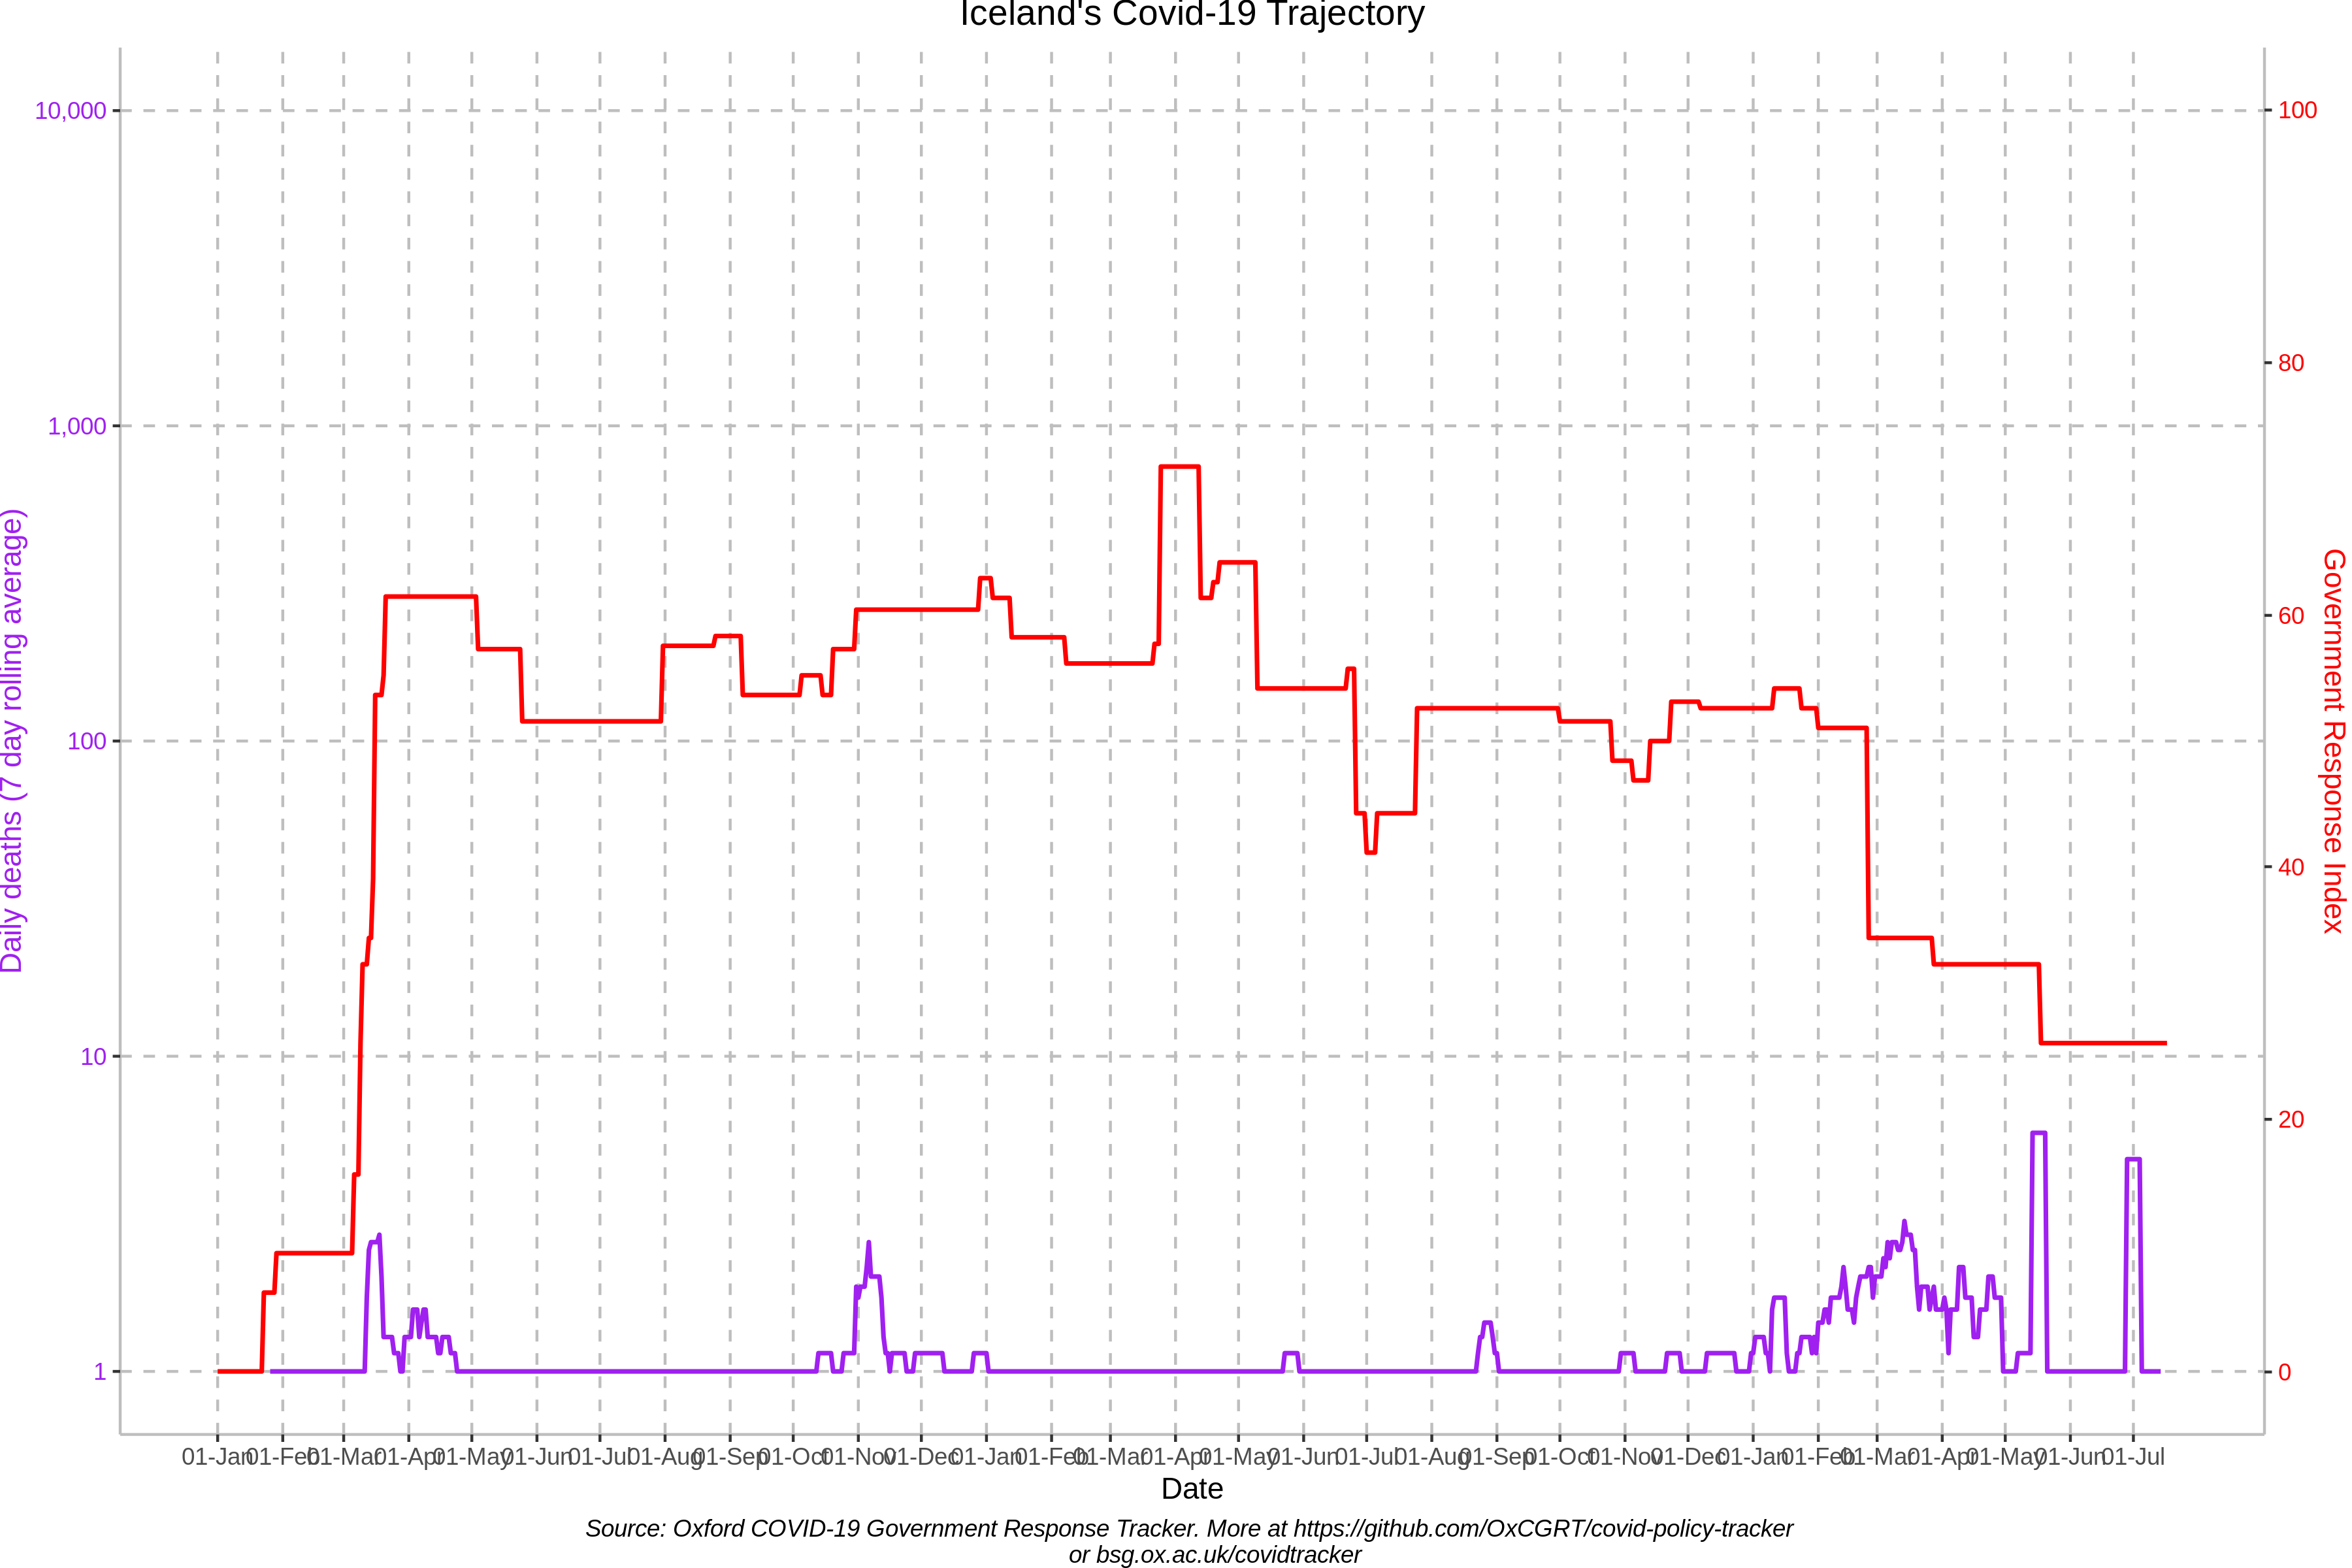 Iceland's Covid-19 Trajectory
10,000
1,000
100
10
1
Daily deaths (7 day rolling average)
100
80
60
40
20
0
Government Response Index
01-Jan 01-Feb 01-Mar 01-Apr 01-May 01-Jun 01-Jul 01-Aug 01-Sep 01-Oct 01-Nov 01-Dec 01-Jan 01-Feb 01-Mar 01-Apr 01-May 01-Jun 01-Jul 01-Aug 01-Sep 01-Oct 01-Nov 01-Dec 01-Jan 01-Feb 01-Mar 01-Apr 01-May 01-Jun 01-Jul
Date
Source: Oxford COVID-19 Government Response Tracker. More at https://github.com/OxCGRT/covid-policy-tracker
or bsg.ox.ac.uk/covidtracker